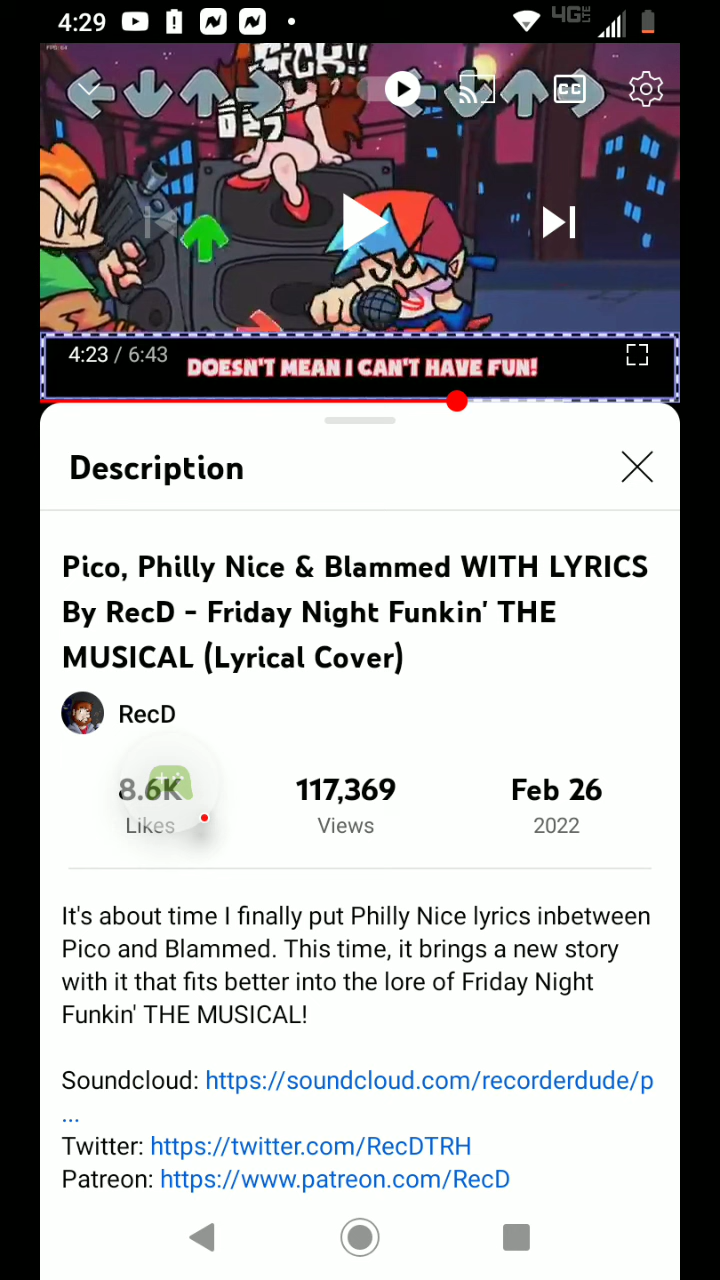 4:29
4G LTE
CC
4:23 / 6:43
DOESN'T MEAN I CAN'T HAVE FUN!
Description
Pico, Philly Nice & Blammed WITH LYRICS
By RecD - Friday Night Funkin' THE
MUSICAL (Lyrical Cover)
RecD
8.6K 117,369 Feb 26
Likes Views 2022
It's about time I finally put Philly Nice lyrics inbetween
Pico and Blammed. This time, it brings a new story
with it that fits better into the lore of Friday Night
Funkin' THE MUSICAL!
Soundcloud: https://soundcloud.com/recorderdude/p
...
Twitter: https://twitter.com/RecDTRH
Patreon: https://www.patreon.com/RecD